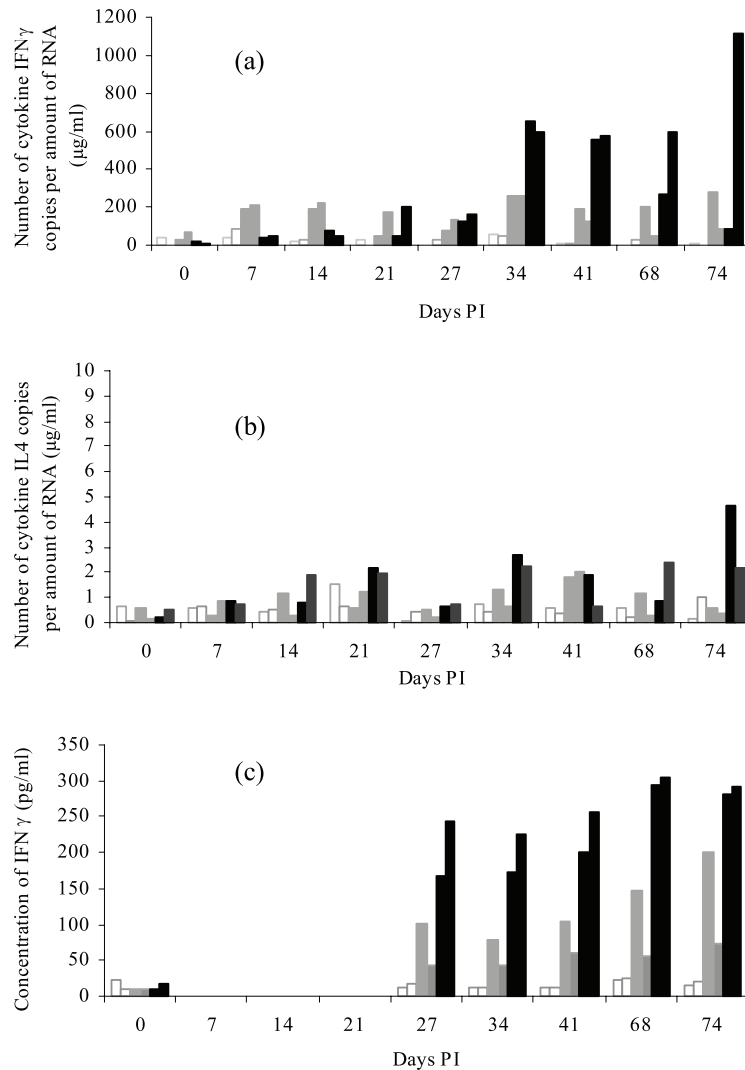 Number of cytokine IFNγ
copies per amount of RNA
(µg/ml)
1200
1000
800
600
400
200
0
(a)
0 7 14 21 27 34 41 68 74
Days PI
Number of cytokine IL4 copies
per amount of RNA (µg/ml)
10
9
8
7
6
5
4
3
2
1
0
(b)
0 7 14 21 27 34 41 68 74
Days PI
Concentration of IFN γ (pg/ml)
350
300
250
200
150
100
50
0
(c)
0 7 14 21 27 34 41 68 74
Days PI